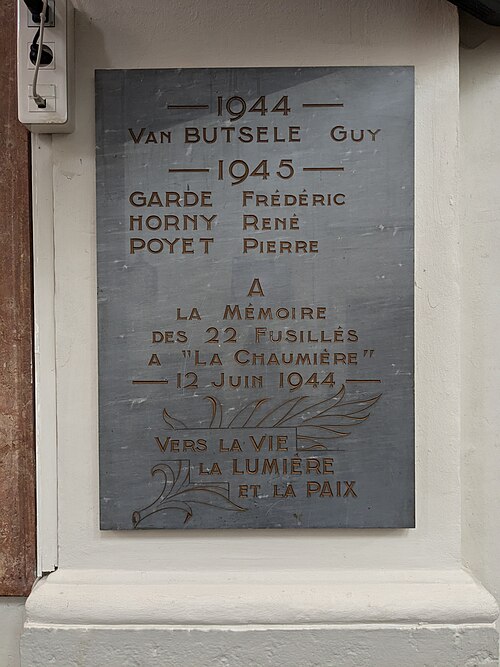 — 1944 —
VAN BUTSELE GUY
— 1945 —
GARDE FRÉDÉRIC
HORNY RENÉ
POYET PIERRE
A
LA MÉMOIRE
DES 22 FUSILLÉS
A "LA CHAUMIÈRE"
— 12 JUIN 1944 —
VERS LA VIE
LA LUMIÈRE
ET LA PAIX